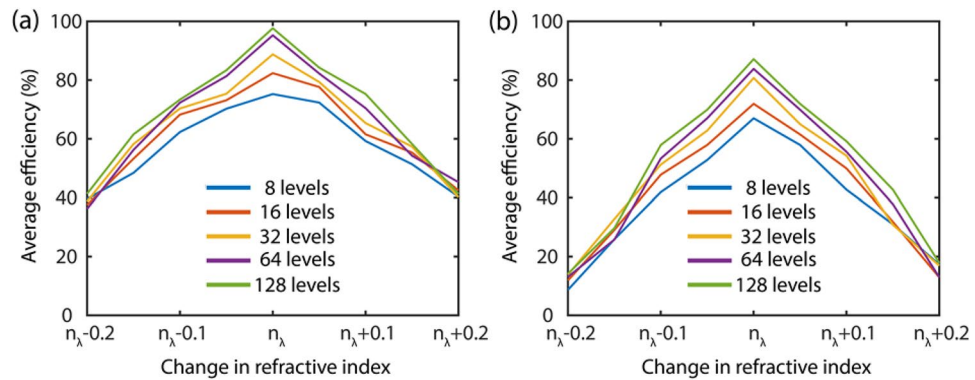 (a)
100
80
60
40
20
0
Average efficiency (%)
8 levels
16 levels
32 levels
64 levels
128 levels
nλ-0.2 nλ-0.1 nλ nλ+0.1 nλ+0.2
Change in refractive index
(b)
100
80
60
40
20
0
Average efficiency (%)
8 levels
16 levels
32 levels
64 levels
128 levels
nλ-0.2 nλ-0.1 nλ nλ+0.1 nλ+0.2
Change in refractive index